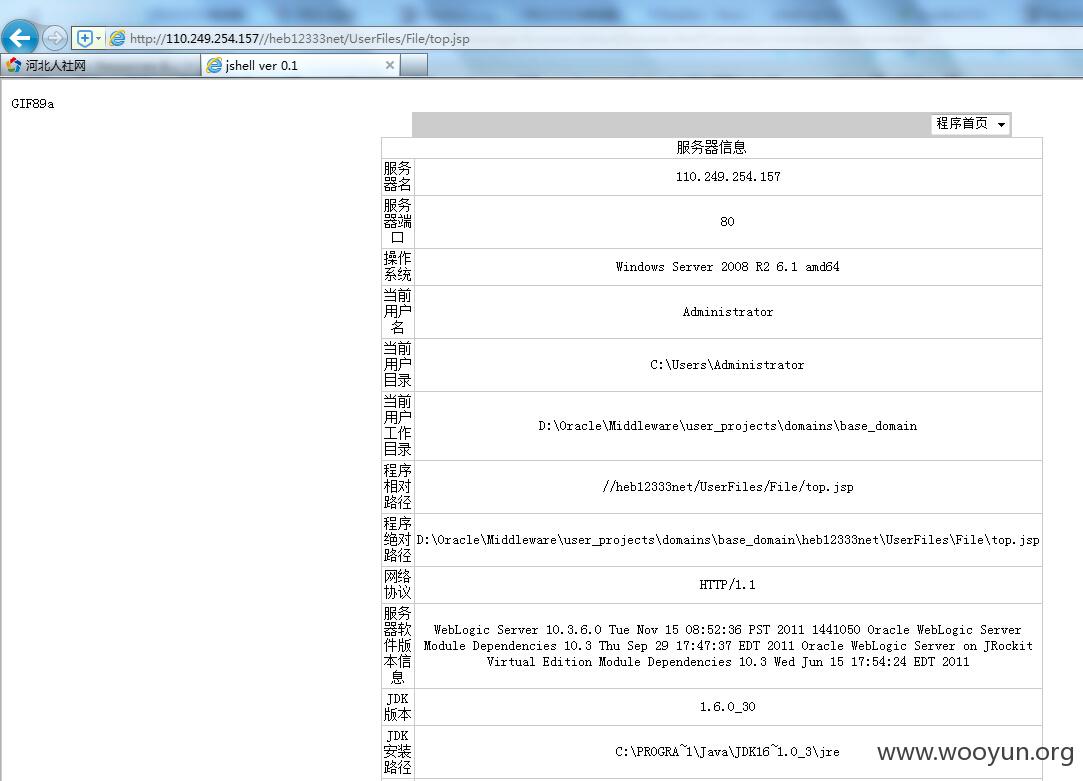 http://110.249.254.157//heb12333net/UserFiles/File/top.jsp
河北人社网
jshell ver 0.1
GIF89a
程序首页
服务器信息
服务
器名
110.249.254.157
服务
器端
口
80
操作
系统
Windows Server 2008 R2 6.1 amd64
当前
用户
名
Administrator
当前
用户
目录
C:\Users\Administrator
当前
用户
工作
目录
D:\Oracle\Middleware\user_projects\domains\base_domain
程序
相对
路径
//heb12333net/UserFiles/File/top.jsp
程序
绝对
路径
D:\Oracle\Middleware\user_projects\domains\base_domain\heb12333net\UserFiles\File\top.jsp
网络
协议
HTTP/1.1
服务
器软
件版
本信
息
WebLogic Server 10.3.6.0 Tue Nov 15 08:52:36 PST 2011 1441050 Oracle WebLogic Server
Module Dependencies 10.3 Thu Sep 29 17:47:37 EDT 2011 Oracle WebLogic Server on JRockit
Virtual Edition Module Dependencies 10.3 Wed Jun 15 17:54:24 EDT 2011
JDK
版本
1.6.0_30
JDK
安装
路径
C:\PROGRA~1\Java\JDK16~1.0_3\jre
www.wooyun.org